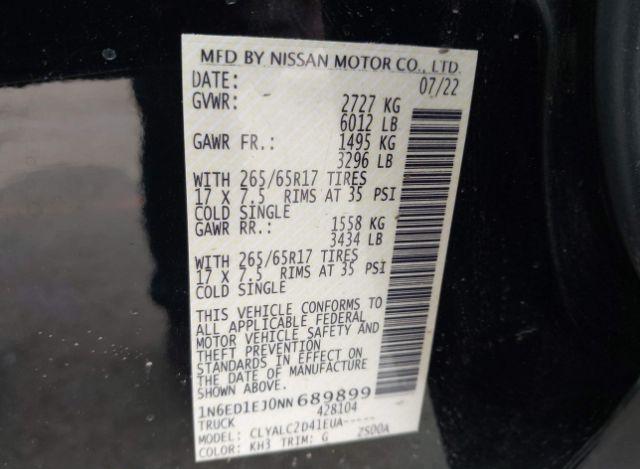 MFD BY NISSAN MOTOR CO., LTD.
DATE: 07/22
GVWR: 2727 KG
6012 LB
GAWR FR.: 1495 KG
3296 LB
WITH 265/65R17 TIRES
17 X 7.5 RIMS AT 35 PSI
COLD SINGLE
GAWR RR.: 1558 KG
3434 LB
WITH 265/65R17 TIRES
17 X 7.5 RIMS AT 35 PSI
COLD SINGLE
THIS VEHICLE CONFORMS TO
ALL APPLICABLE FEDERAL
MOTOR VEHICLE SAFETY AND
THEFT PREVENTION
STANDARDS IN EFFECT ON
THE DATE OF MANUFACTURE
SHOWN ABOVE.
1N6ED1EJ0NN689899
TRUCK 428104
MODEL: CLYALC2D41EUA-----
COLOR: KH3 TRIM: G ZS00A